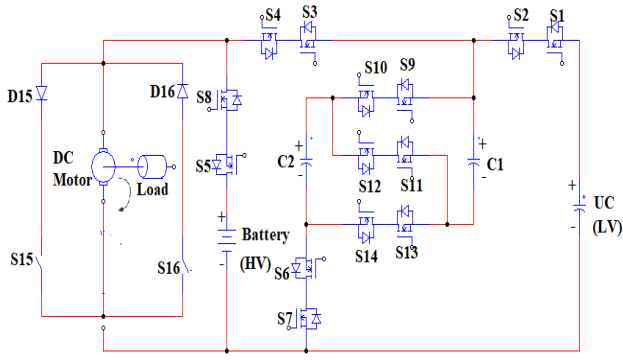 S4 S3 S2 S1
D15 D16 S8 S10 S9
DC Motor
Load
S5
C2
+
-
S12 S11
+
C1
-
+
UC
(LV)
-
+
Battery
(HV)
-
S15 S16
S14 S13
S6
S7